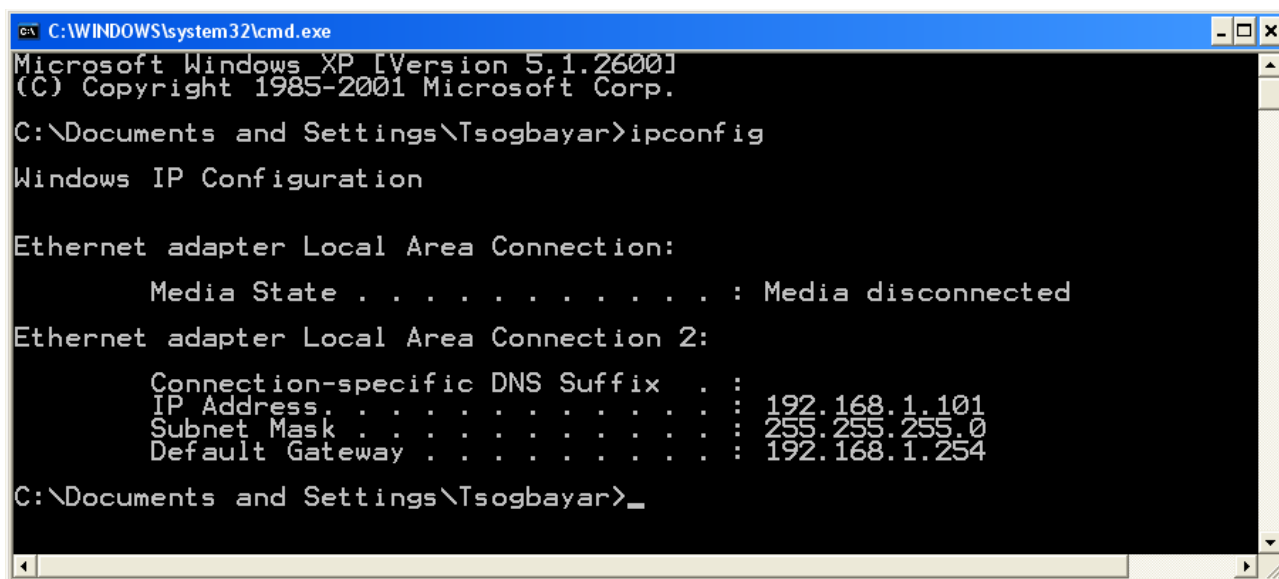 C:\WINDOWS\system32\cmd.exe
Microsoft Windows XP [Version 5.1.2600]
(C) Copyright 1985-2001 Microsoft Corp.
C:\Documents and Settings\Tsogbayar>ipconfig
Windows IP Configuration
Ethernet adapter Local Area Connection:
Media State . . . . . . . . . . . : Media disconnected
Ethernet adapter Local Area Connection 2:
Connection-specific DNS Suffix  . :
IP Address. . . . . . . . . . . . : 192.168.1.101
Subnet Mask . . . . . . . . . . . : 255.255.255.0
Default Gateway . . . . . . . . . : 192.168.1.254
C:\Documents and Settings\Tsogbayar>_